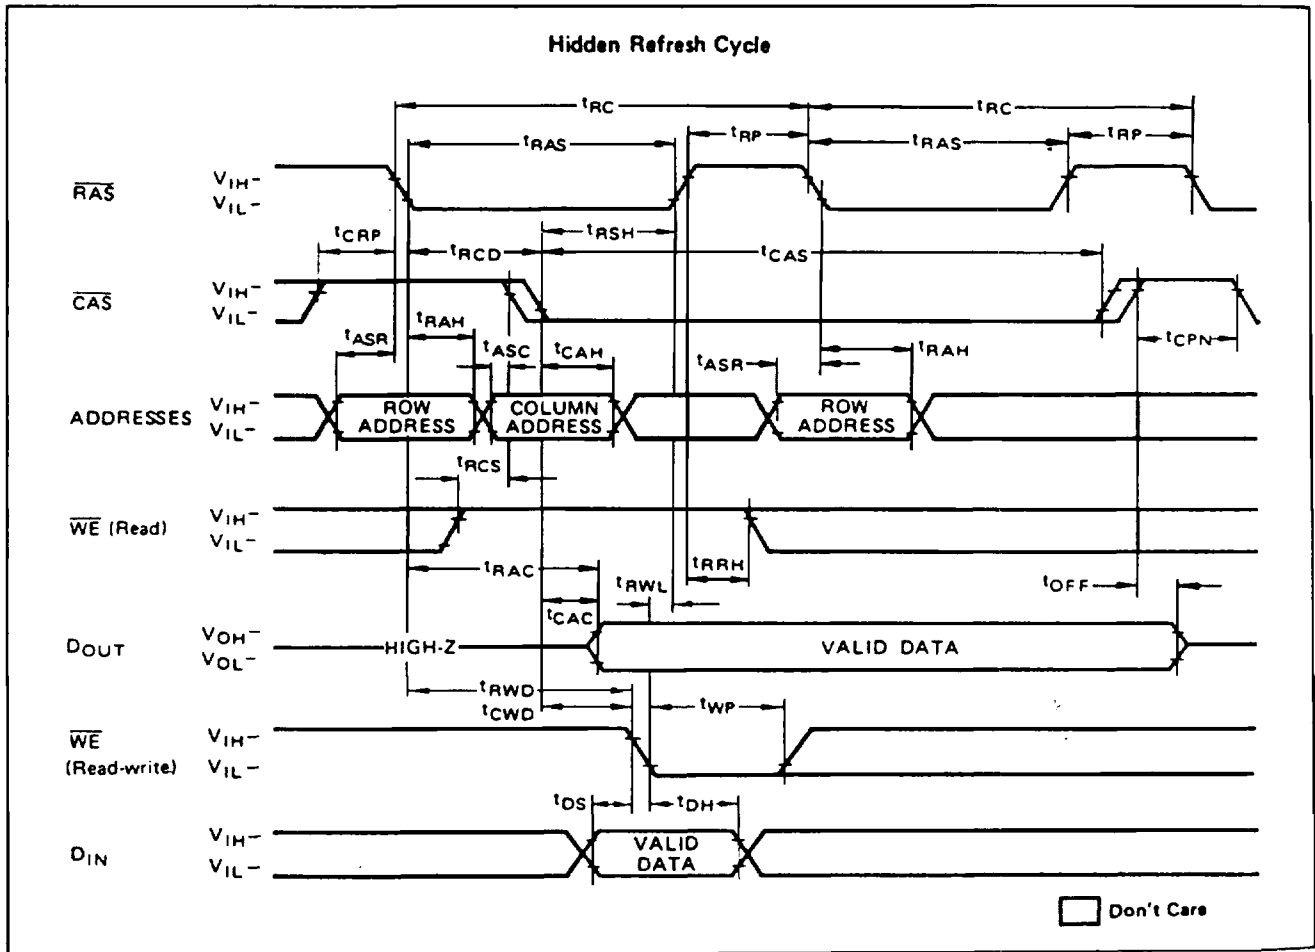 Hidden Refresh Cycle
tRC tRC
tRAS tRP tRAS tRP
RAS VIH–
VIL–
tCRP tRCD tRSH tCAS
CAS VIH–
VIL–
tASR tRAH tASC tCAH tASR tRAH tCPN
ADDRESSES VIH–
VIL–
ROW ADDRESS
COLUMN ADDRESS
ROW ADDRESS
tRCS
WE (Read) VIH–
VIL–
tRAC tRWL tRRH tOFF
tCAC
DOUT VOH–
VOL–
HIGH-Z VALID DATA
tRWD
tCWD tWP
WE VIH–
(Read-write) VIL–
tDS tDH
DIN VIH–
VIL–
VALID
DATA
Don't Care